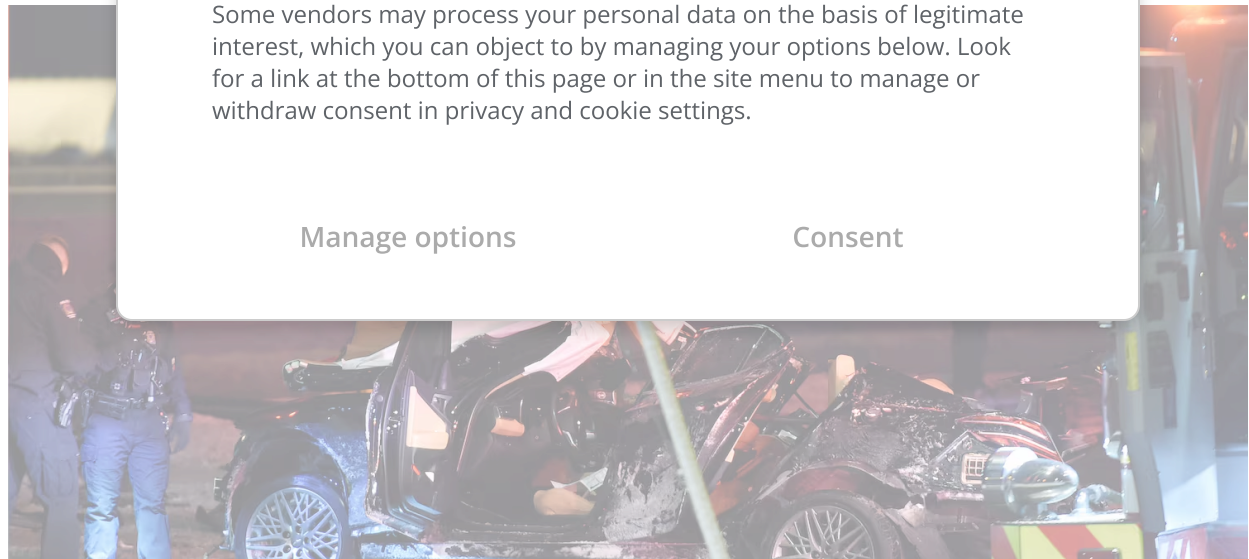 Some vendors may process your personal data on the basis of legitimate
interest, which you can object to by managing your options below. Look
for a link at the bottom of this page or in the site menu to manage or
withdraw consent in privacy and cookie settings.
Manage options
Consent